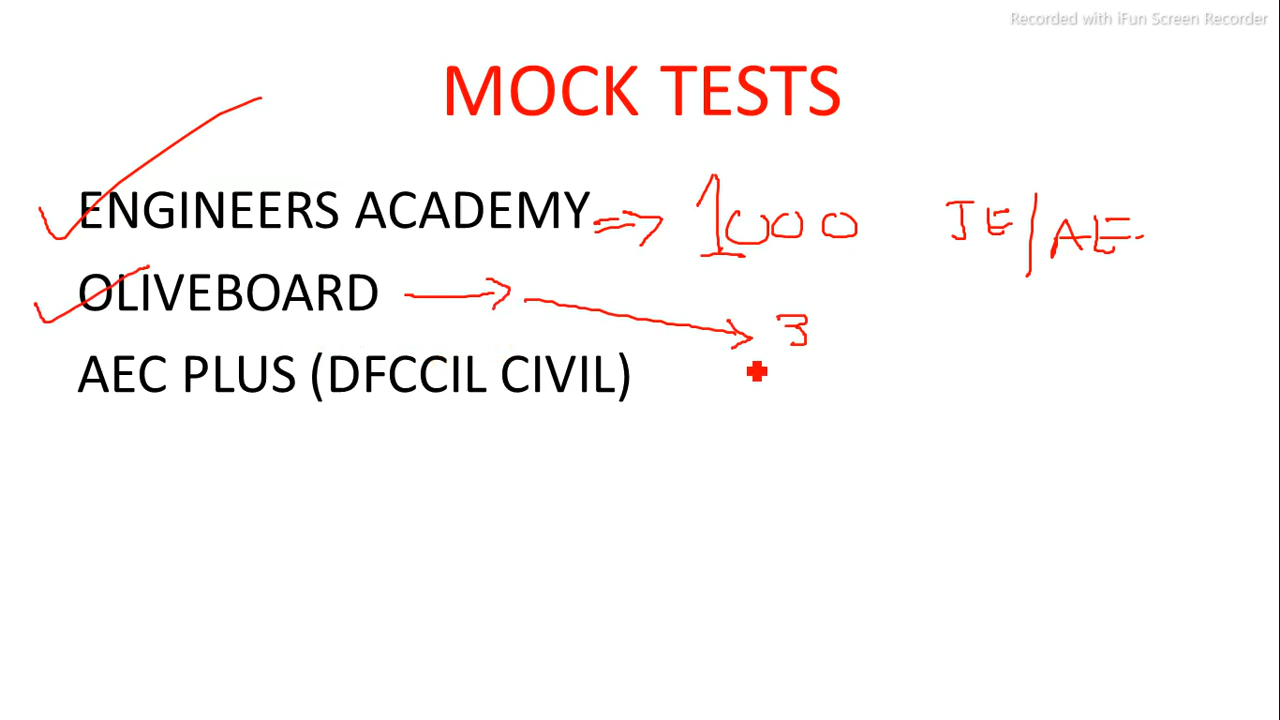 Recorded with iFun Screen Recorder
MOCK TESTS
ENGINEERS ACADEMY => 1000 JE/AE.
OLIVEBOARD → → 3
AEC PLUS (DFCCIL CIVIL)